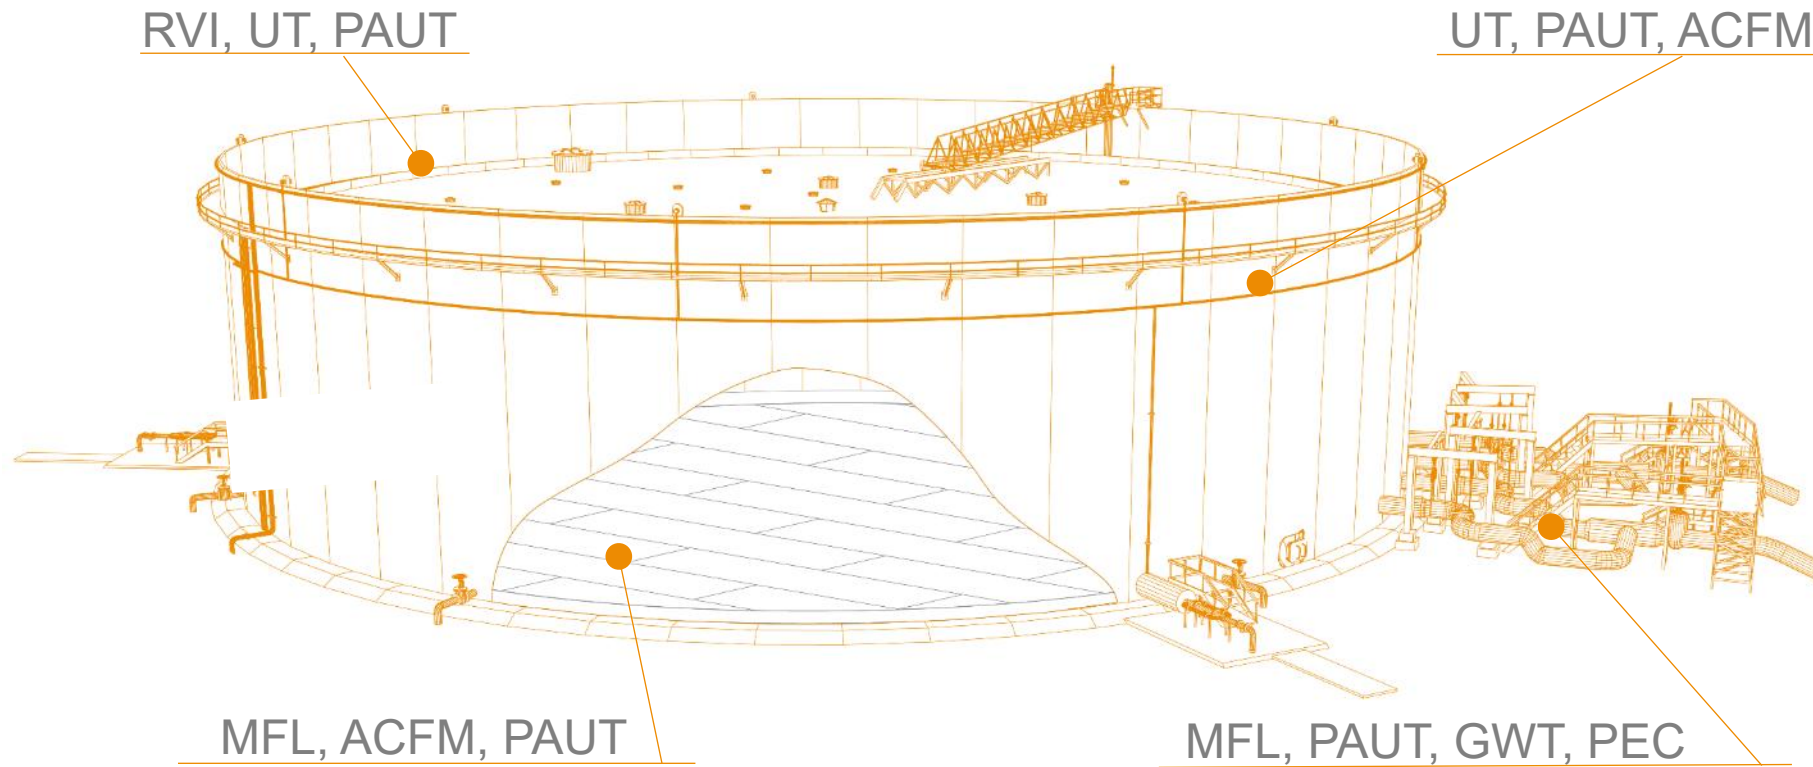 RVI, UT, PAUT
UT, PAUT, ACFM
MFL, ACFM, PAUT
MFL, PAUT, GWT, PEC